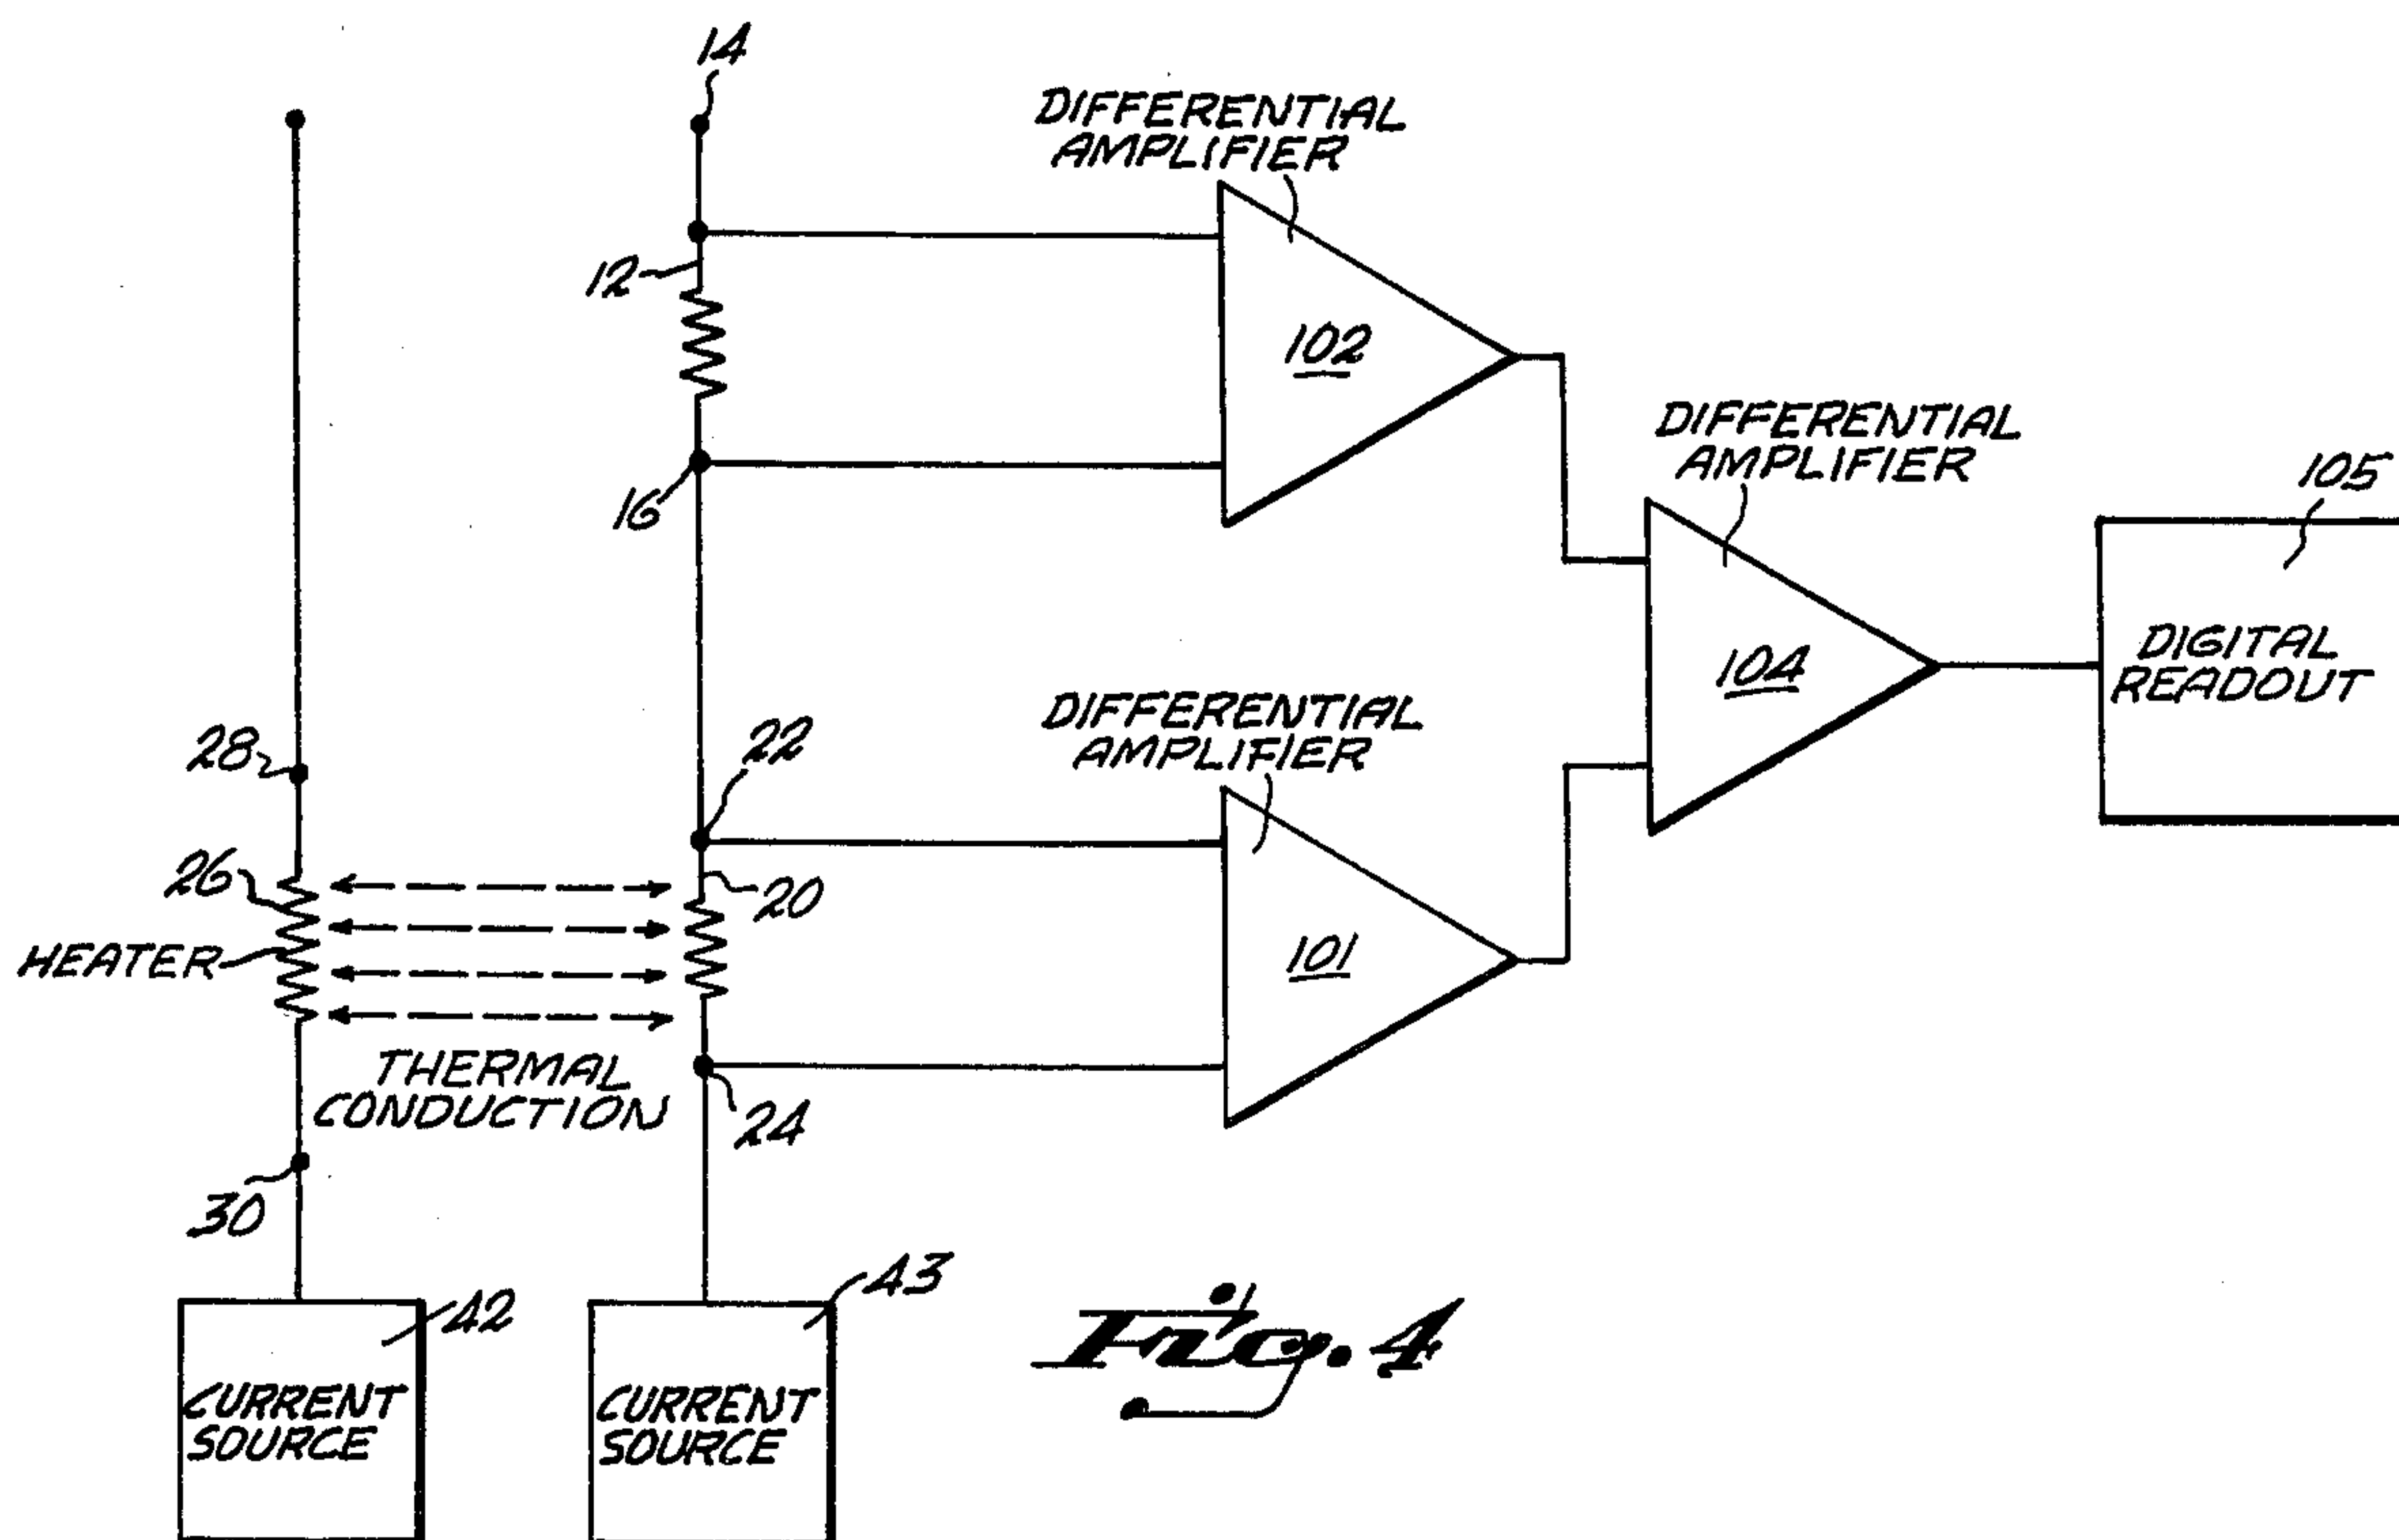 14
DIFFERENTIAL
AMPLIFIER
12
102
16
DIFFERENTIAL
AMPLIFIER
105
104
DIGITAL
READOUT
DIFFERENTIAL
AMPLIFIER
28
22
26
20
HEATER
101
THERMAL
CONDUCTION
24
30
42
43
CURRENT
SOURCE
CURRENT
SOURCE
Fig. 4